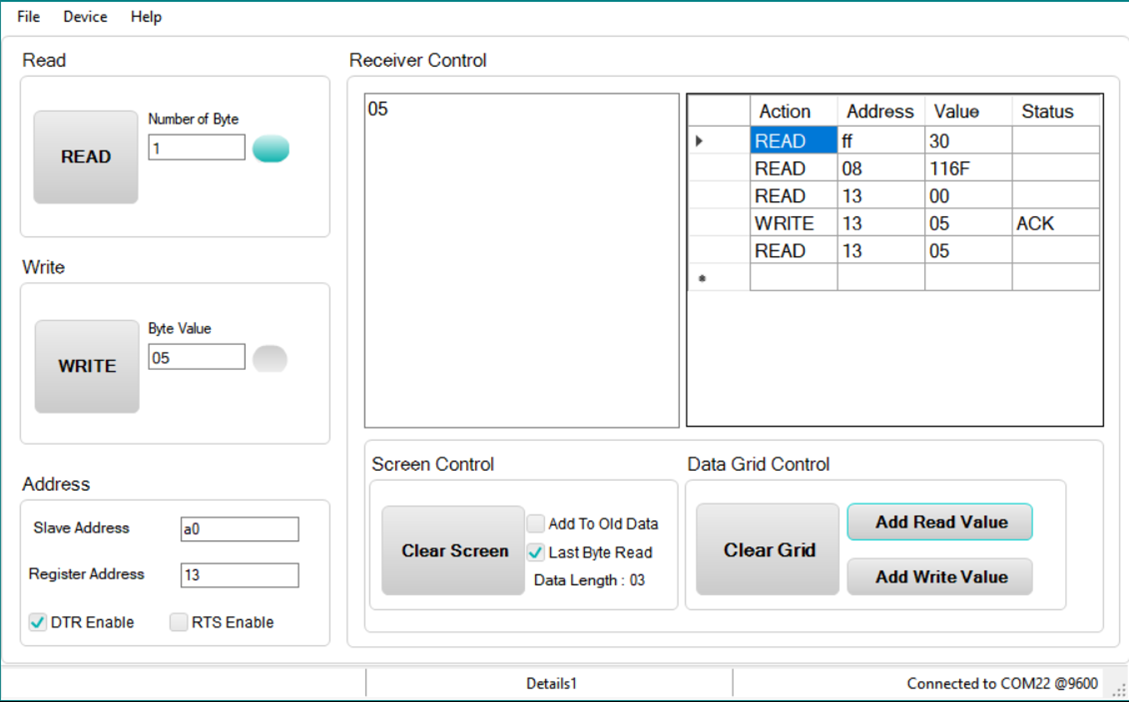 File Device Help
Read
Number of Byte
READ
1
Write
Byte Value
WRITE
05
Address
Slave Address a0
Register Address 13
DTR Enable RTS Enable
Receiver Control
05
Action Address Value Status
READ ff 30
READ 08 116F
READ 13 00
WRITE 13 05 ACK
READ 13 05
*
Screen Control
Clear Screen
Add To Old Data
Last Byte Read
Data Length : 03
Data Grid Control
Clear Grid
Add Read Value
Add Write Value
Details1
Connected to COM22 @9600